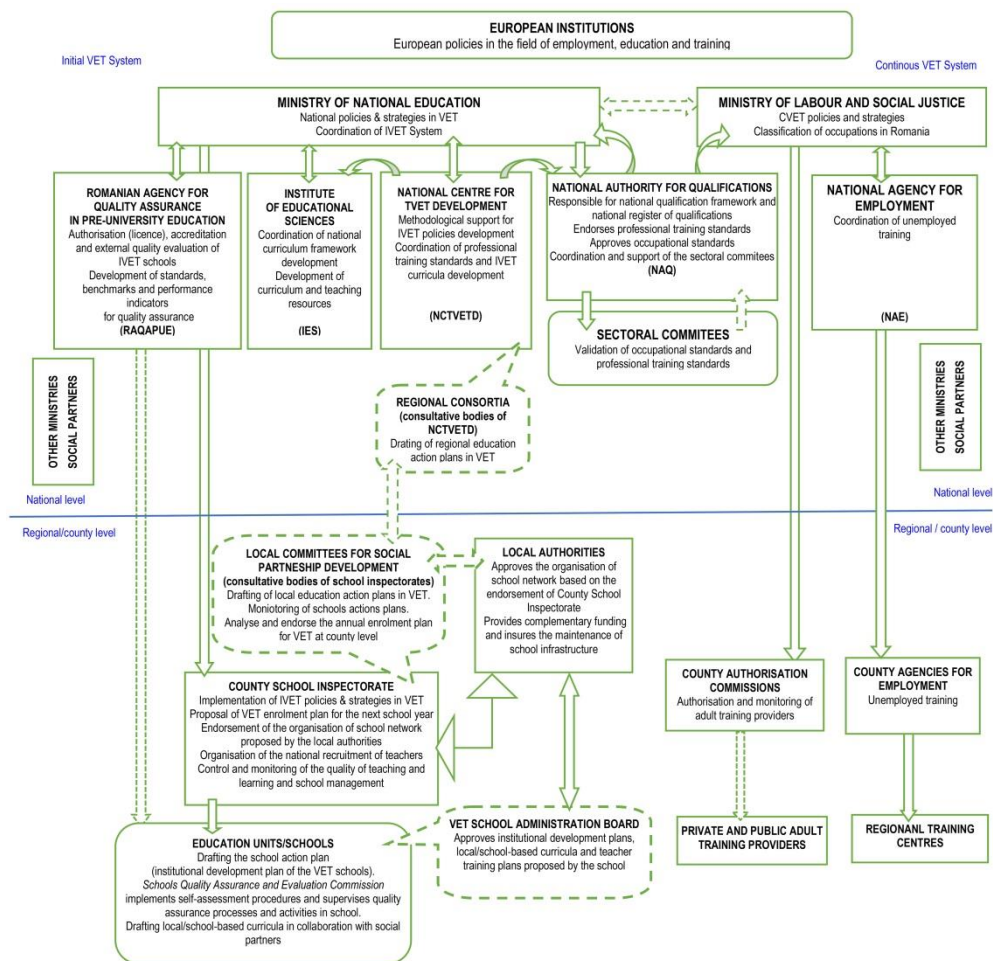 EUROPEAN INSTITUTIONS
European policies in the field of employment, education and training
Initial VET System
Continous VET System
MINISTRY OF NATIONAL EDUCATION
National policies & strategies in VET
Coordination of IVET System
MINISTRY OF LABOUR AND SOCIAL JUSTICE
CVET policies and strategies
Classification of occupations in Romania
ROMANIAN AGENCY FOR
QUALITY ASSURANCE
IN PRE-UNIVERSITY EDUCATION
Authorisation (licence), accreditation
and external quality evaluation of
IVET schools
Development of standards,
benchmarks and performance
indicators
for quality assurance
(RAQAPUE)
INSTITUTE
OF EDUCATIONAL
SCIENCES
Coordination of national
curriculum framework
development
Development of
curriculum and teaching
resources
(IES)
NATIONAL CENTRE FOR
TVET DEVELOPMENT
Methodological support for
IVET policies development
Coordination of professional
training standards and IVET
curricula development
(NCTVETD)
NATIONAL AUTHORITY FOR QUALIFICATIONS
Responsible for national qualification framework and
national register of qualifications
Endorses professional training standards
Approves occupational standards
Coordination and support of the sectoral commitees
(NAQ)
NATIONAL AGENCY FOR
EMPLOYMENT
Coordination of unemployed
training
(NAE)
SECTORAL COMMITEES
Validation of occupational standards and
professional training standards
OTHER MINISTRIES
SOCIAL PARTNERS
REGIONAL CONSORTIA
(consultative bodies of
NCTVETD)
Drating of regional education
action plans in VET
OTHER MINISTRIES
SOCIAL PARTNERS
National level
National level
Regional/county level
Regional / county level
LOCAL COMMITTEES FOR SOCIAL
PARTNESHIP DEVELOPMENT
(consultative bodies of school inspectorates)
Drafting of local education action plans in VET.
Moniotoring of schools actions plans.
Analyse and endorse the annual enrolment plan
for VET at county level
LOCAL AUTHORITIES
Approves the organisation of
school network based on the
endorsement of County School
Inspectorate
Provides complementary funding
and insures the maintenance of
school infrastructure
COUNTY SCHOOL INSPECTORATE
Implementation of IVET policies & strategies in VET
Proposal of VET enrolment plan for the next school year
Endorsement of the organisation of school network
proposed by the local authorities
Organisation of the national recruitment of teachers
Control and monitoring of the quality of teaching and
learning and school management
COUNTY AUTHORISATION
COMMISSIONS
Authorisation and monitoring of
adult training providers
COUNTY AGENCIES FOR
EMPLOYMENT
Unemployed training
EDUCATION UNITS/SCHOOLS
Drafting the school action plan
(institutional development plan of the VET schools).
Schools Quality Assurance and Evaluation Commission
implements self-assessment procedures and supervises quality
assurance processes and activities in school.
Drafting local/school-based curricula in collaboration with social
partners
VET SCHOOL ADMINISTRATION BOARD
Approves institutional development plans,
local/school-based curricula and teacher
training plans proposed by the school
PRIVATE AND PUBLIC ADULT
TRAINING PROVIDERS
REGIONANL TRAINING
CENTRES